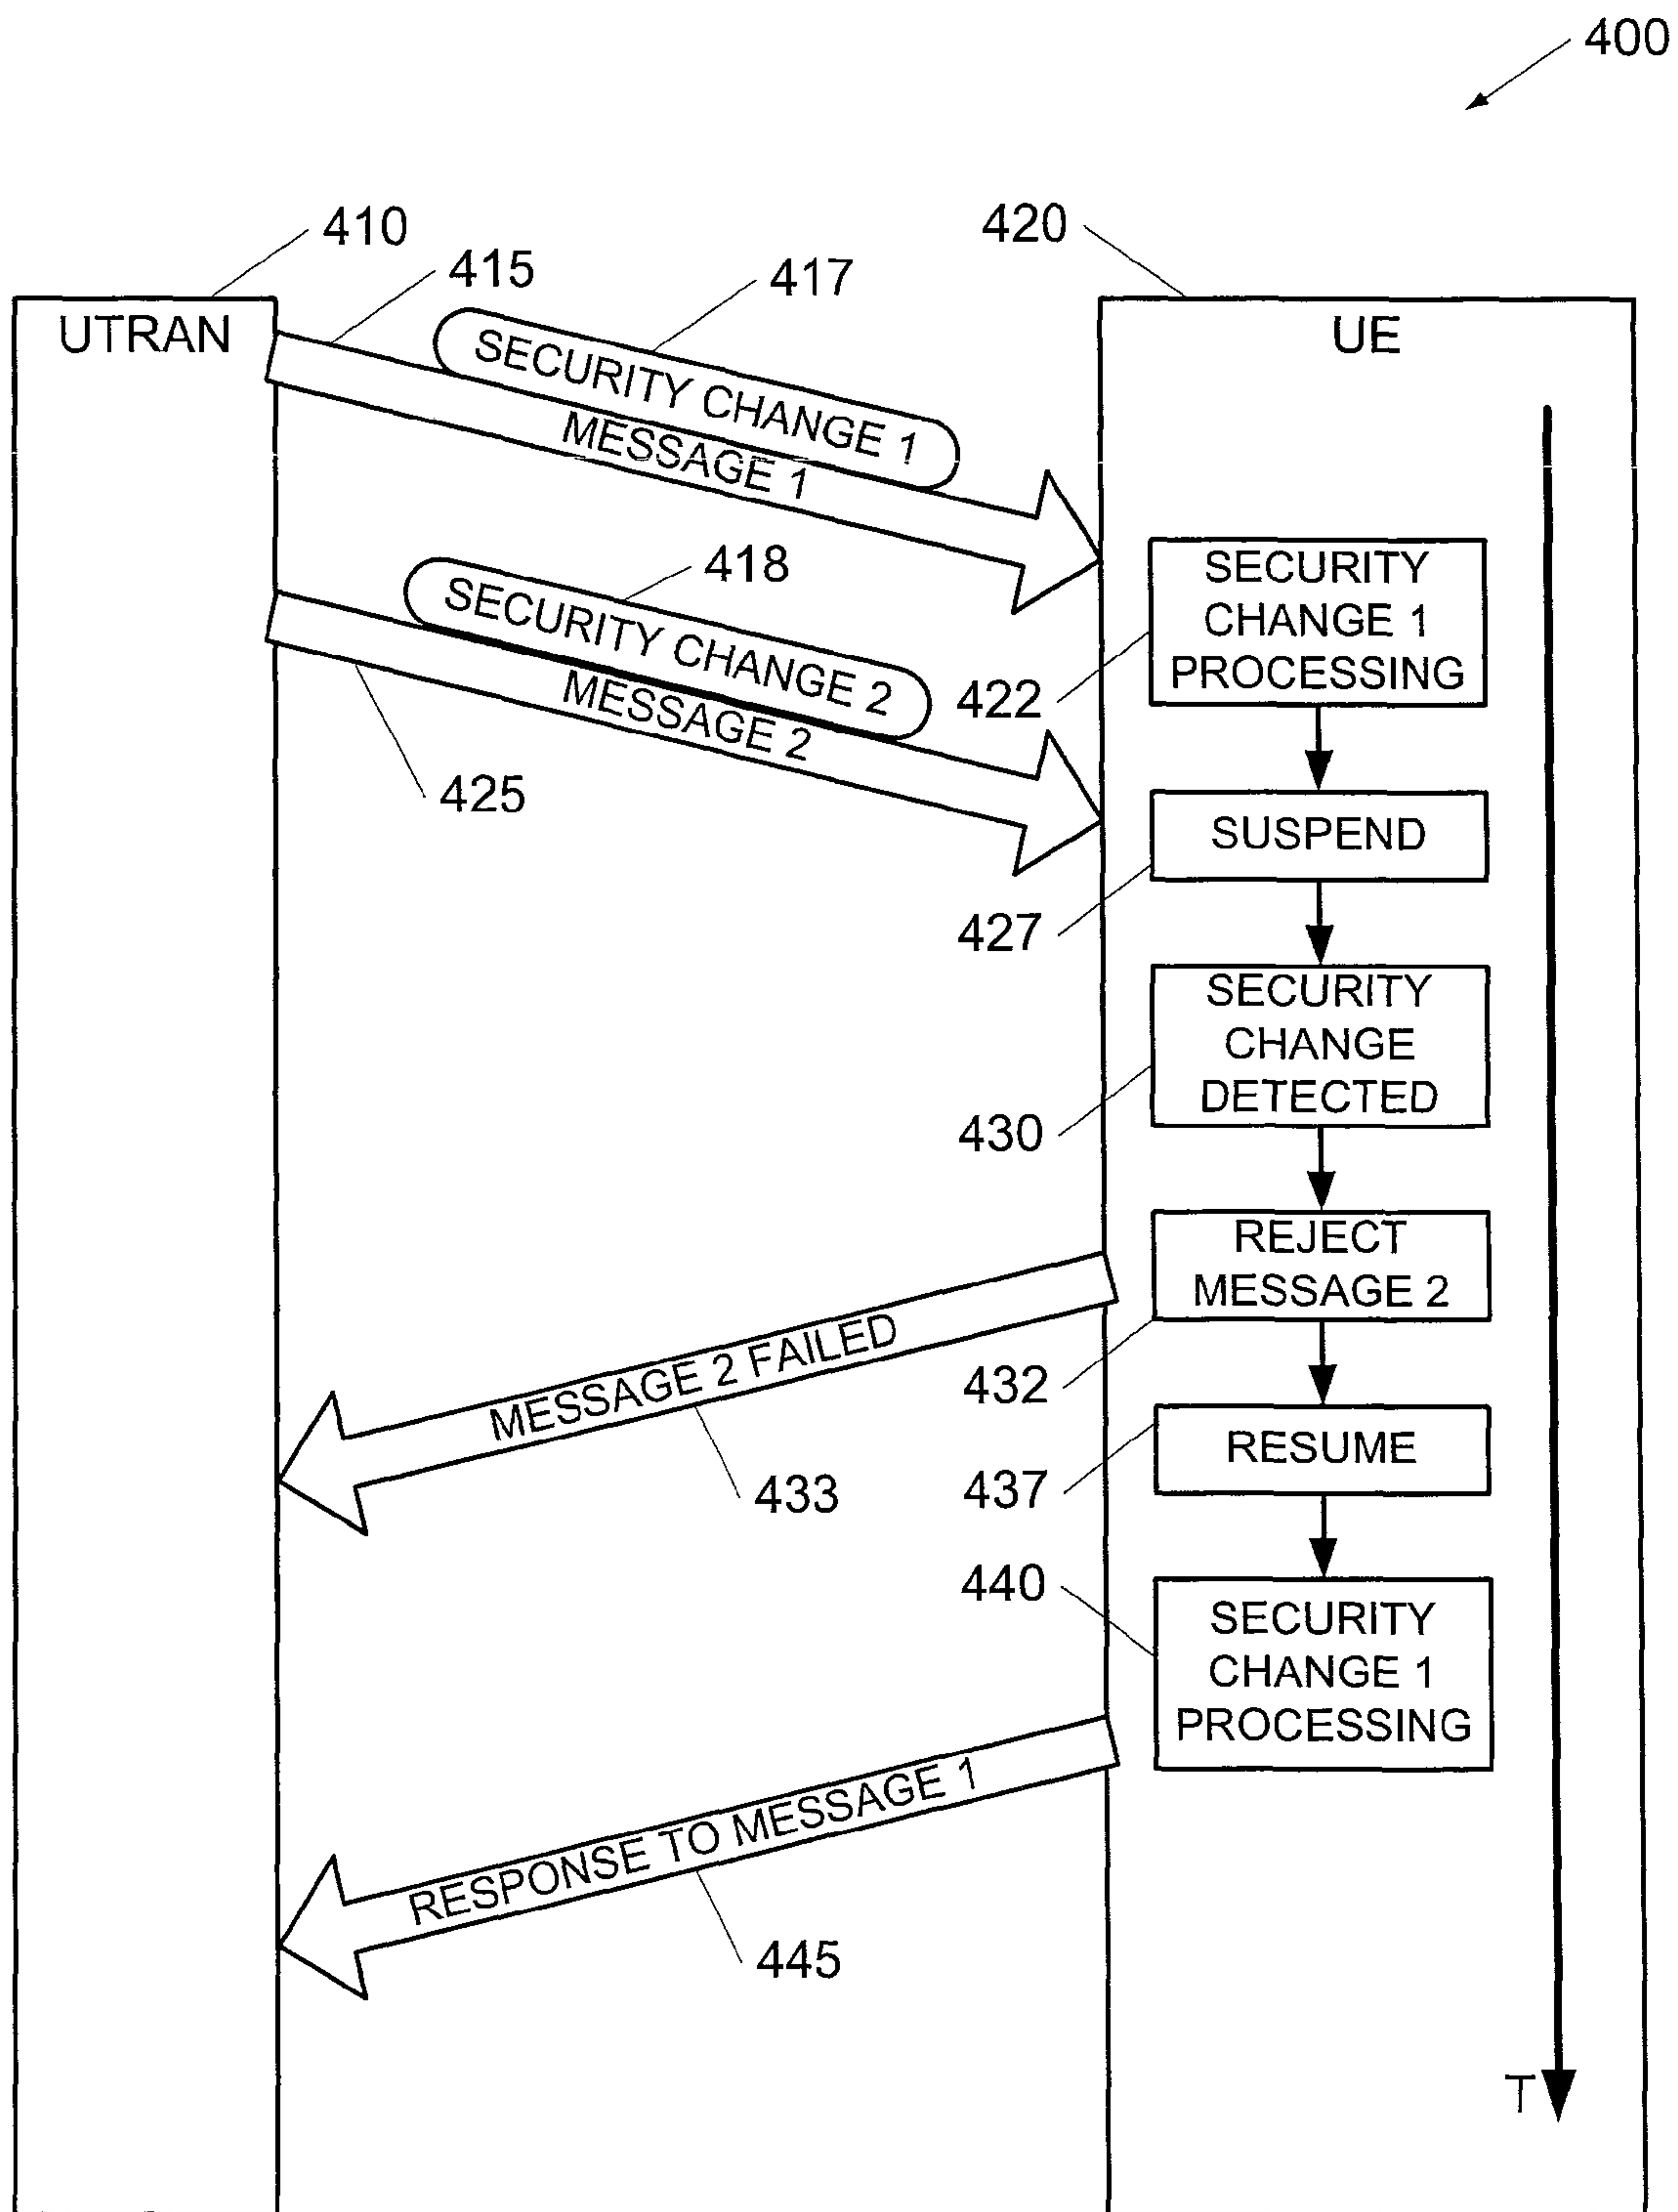 400
410
420
415
417
UTRAN
UE
SECURITY CHANGE 1
MESSAGE 1
418
SECURITY CHANGE 2
MESSAGE 2
425
SECURITY
CHANGE 1
PROCESSING
422
SUSPEND
427
SECURITY
CHANGE
DETECTED
430
REJECT
MESSAGE 2
432
MESSAGE 2 FAILED
433
RESUME
437
440
SECURITY
CHANGE 1
PROCESSING
RESPONSE TO MESSAGE 1
445
T